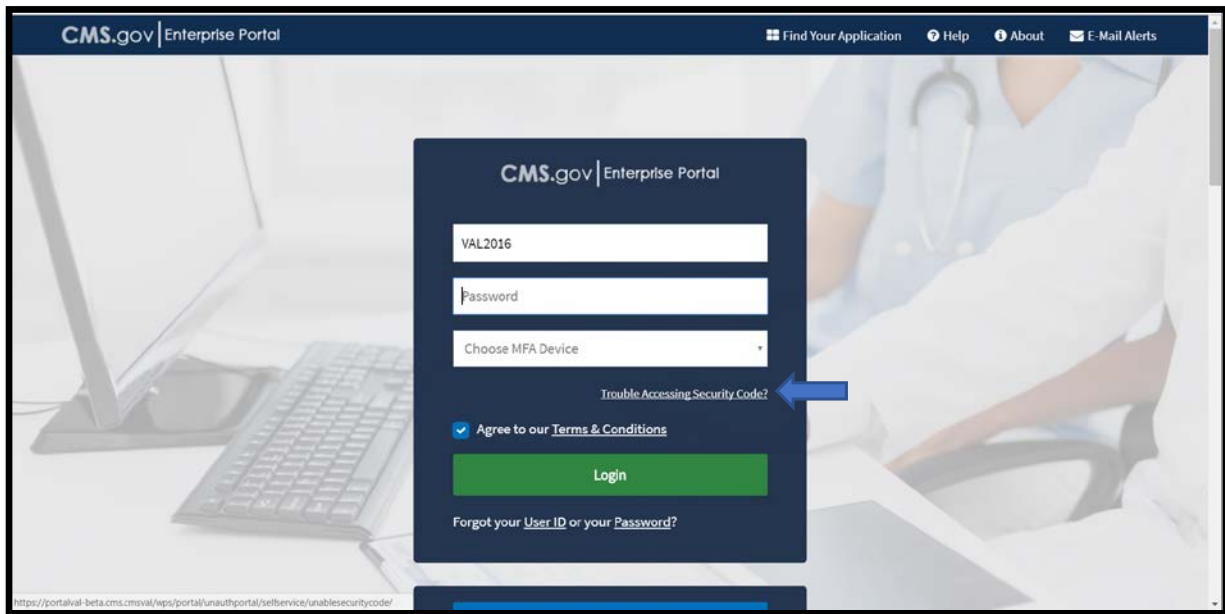 CMS.gov Enterprise Portal Find Your Application Help About E-Mail Alerts
CMS.gov Enterprise Portal
VAL2016
Password
Choose MFA Device
Trouble Accessing Security Code?
Agree to our Terms & Conditions
Login
Forgot your User ID or your Password?
https://portalval-beta.cms.cmsval/wps/portal/unauthportal/selfservice/unablesecuritycode/